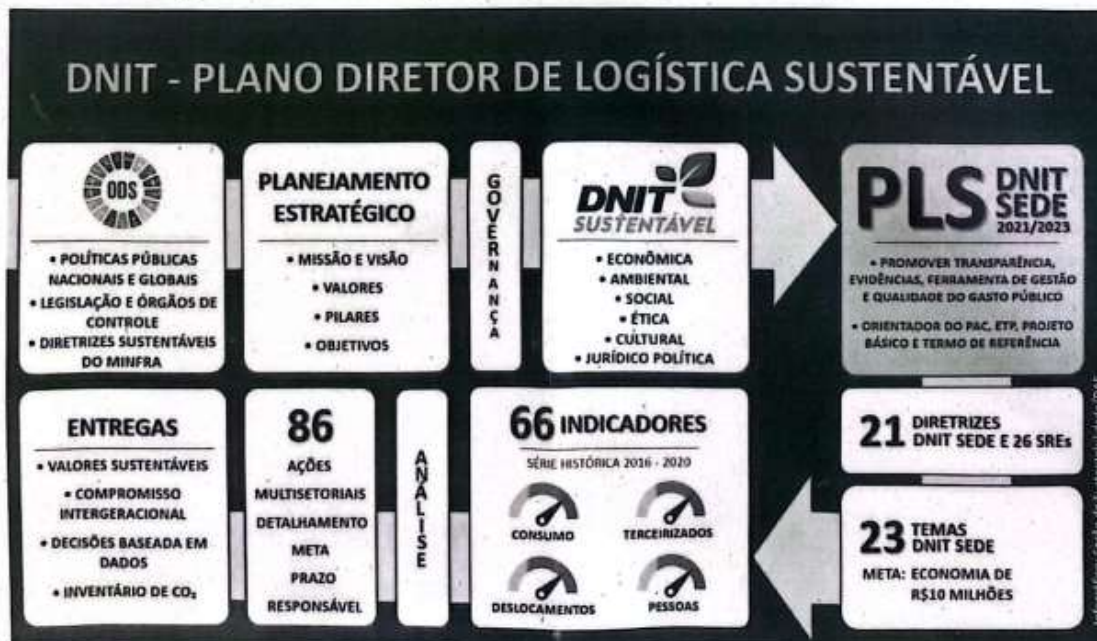 DNIT - PLANO DIRETOR DE LOGÍSTICA SUSTENTÁVEL
ODS
• POLÍTICAS PÚBLICAS
NACIONAIS E GLOBAIS
• LEGISLAÇÃO E ÓRGÃOS DE
CONTROLE
• DIRETRIZES SUSTENTÁVEIS
DO MINFRA
PLANEJAMENTO
ESTRATÉGICO
• MISSÃO E VISÃO
• VALORES
• PILARES
• OBJETIVOS
GOVERNANÇA
DNIT
SUSTENTÁVEL
• ECONÔMICA
• AMBIENTAL
• SOCIAL
• ÉTICA
• CULTURAL
• JURÍDICO POLÍTICA
PLS DNIT
SEDE
2021/2023
• PROMOVER TRANSPARÊNCIA,
EVIDÊNCIAS, FERRAMENTA DE GESTÃO
E QUALIDADE DO GASTO PÚBLICO
• ORIENTADOR DO PAC, ETP, PROJETO
BÁSICO E TERMO DE REFERÊNCIA
21 DIRETRIZES
DNIT SEDE E 26 SREs
23 TEMAS
DNIT SEDE
META: ECONOMIA DE
R$10 MILHÕES
66 INDICADORES
SÉRIE HISTÓRICA 2016 - 2020
CONSUMO
TERCEIRIZADOS
DESLOCAMENTOS
PESSOAS
ANÁLISE
86
AÇÕES
MULTISETORIAIS
DETALHAMENTO
META
PRAZO
RESPONSÁVEL
ENTREGAS
• VALORES SUSTENTÁVEIS
• COMPROMISSO
INTERGERACIONAL
• DECISÕES BASEADA EM
DADOS
• INVENTÁRIO DE CO₂